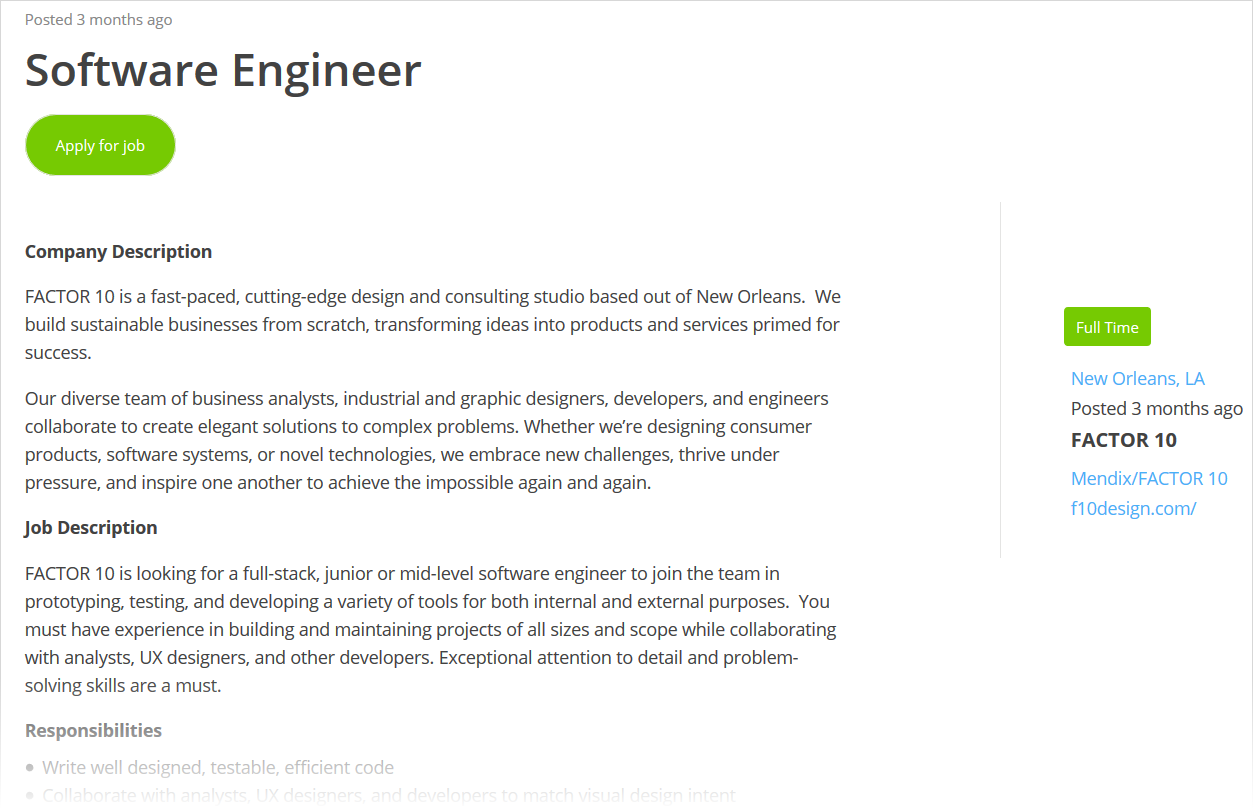 Posted 3 months ago
Software Engineer
Apply for job
Company Description
FACTOR 10 is a fast-paced, cutting-edge design and consulting studio based out of New Orleans.  We
build sustainable businesses from scratch, transforming ideas into products and services primed for
success.
Our diverse team of business analysts, industrial and graphic designers, developers, and engineers
collaborate to create elegant solutions to complex problems. Whether we’re designing consumer
products, software systems, or novel technologies, we embrace new challenges, thrive under
pressure, and inspire one another to achieve the impossible again and again.
Job Description
FACTOR 10 is looking for a full-stack, junior or mid-level software engineer to join the team in
prototyping, testing, and developing a variety of tools for both internal and external purposes.  You
must have experience in building and maintaining projects of all sizes and scope while collaborating
with analysts, UX designers, and other developers. Exceptional attention to detail and problem-
solving skills are a must.
Responsibilities
● Write well designed, testable, efficient code
● Collaborate with analysts, UX designers, and developers to match visual design intent
Full Time
New Orleans, LA
Posted 3 months ago
FACTOR 10
Mendix/FACTOR 10
f10design.com/